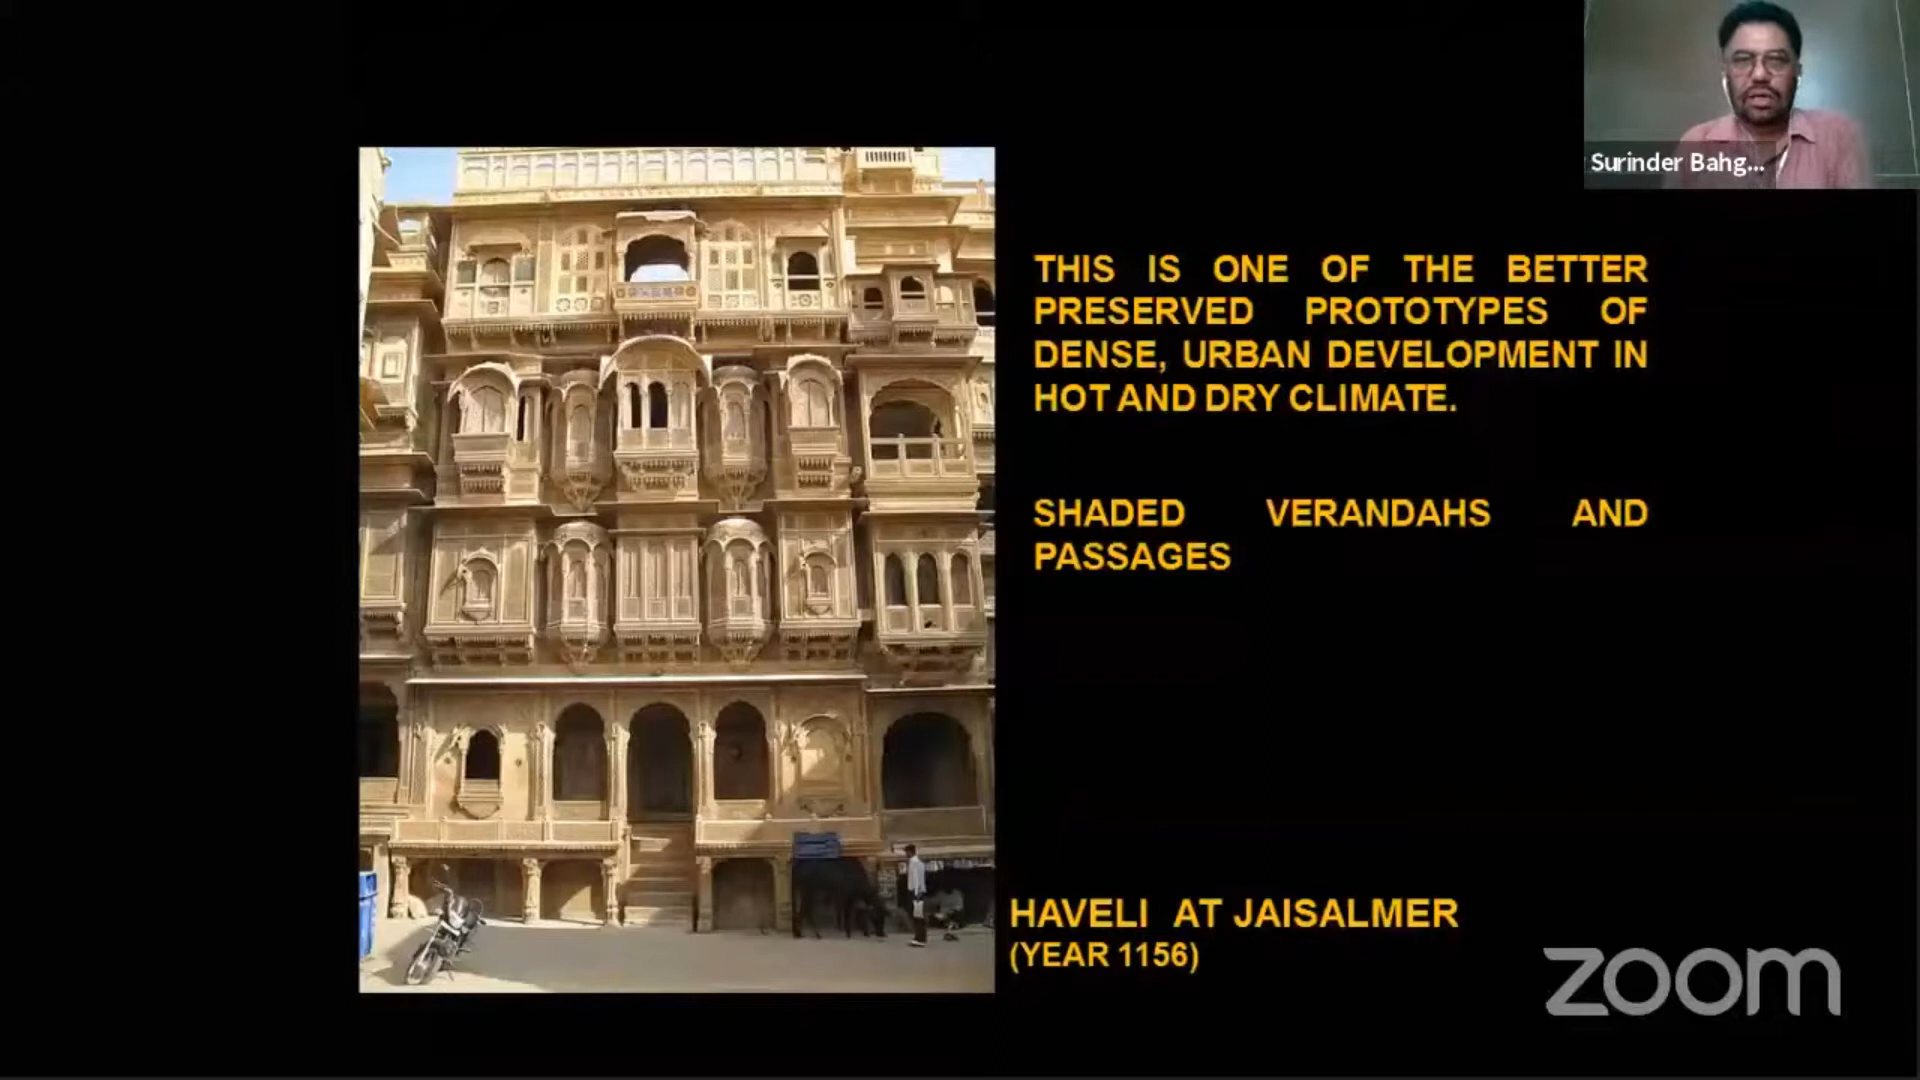 Surinder Bahg...
THIS IS ONE OF THE BETTER
PRESERVED PROTOTYPES OF
DENSE, URBAN DEVELOPMENT IN
HOT AND DRY CLIMATE.
SHADED VERANDAHS AND
PASSAGES
HAVELI AT JAISALMER
(YEAR 1156)
zoom